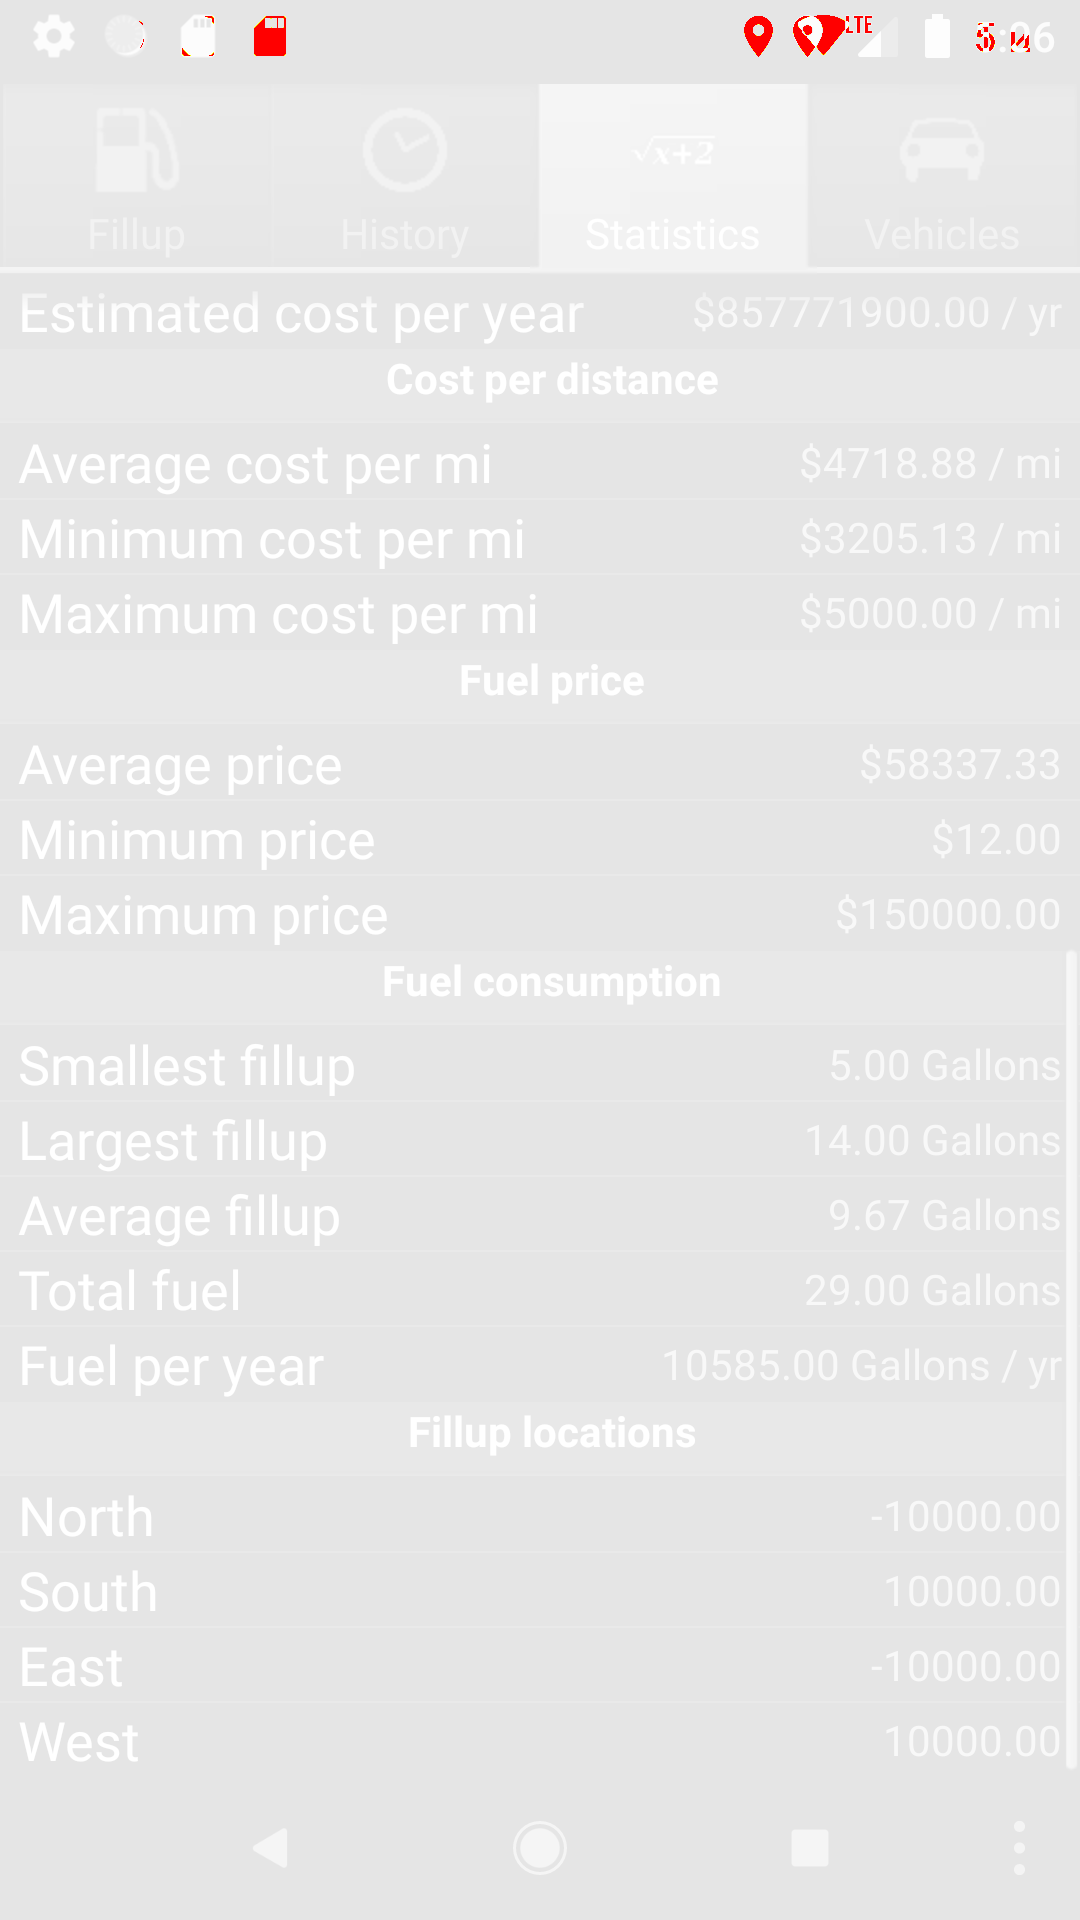 LTE
Fillup
History
√x+2
Statistics
Vehicles
Estimated cost per year $857771900.00 / yr
Cost per distance
Average cost per mi $4718.88 / mi
Minimum cost per mi $3205.13 / mi
Maximum cost per mi $5000.00 / mi
Fuel price
Average price $58337.33
Minimum price $12.00
Maximum price $150000.00
Fuel consumption
Smallest fillup 5.00 Gallons
Largest fillup 14.00 Gallons
Average fillup 9.67 Gallons
Total fuel 29.00 Gallons
Fuel per year 10585.00 Gallons / yr
Fillup locations
North -10000.00
South 10000.00
East -10000.00
West 10000.00